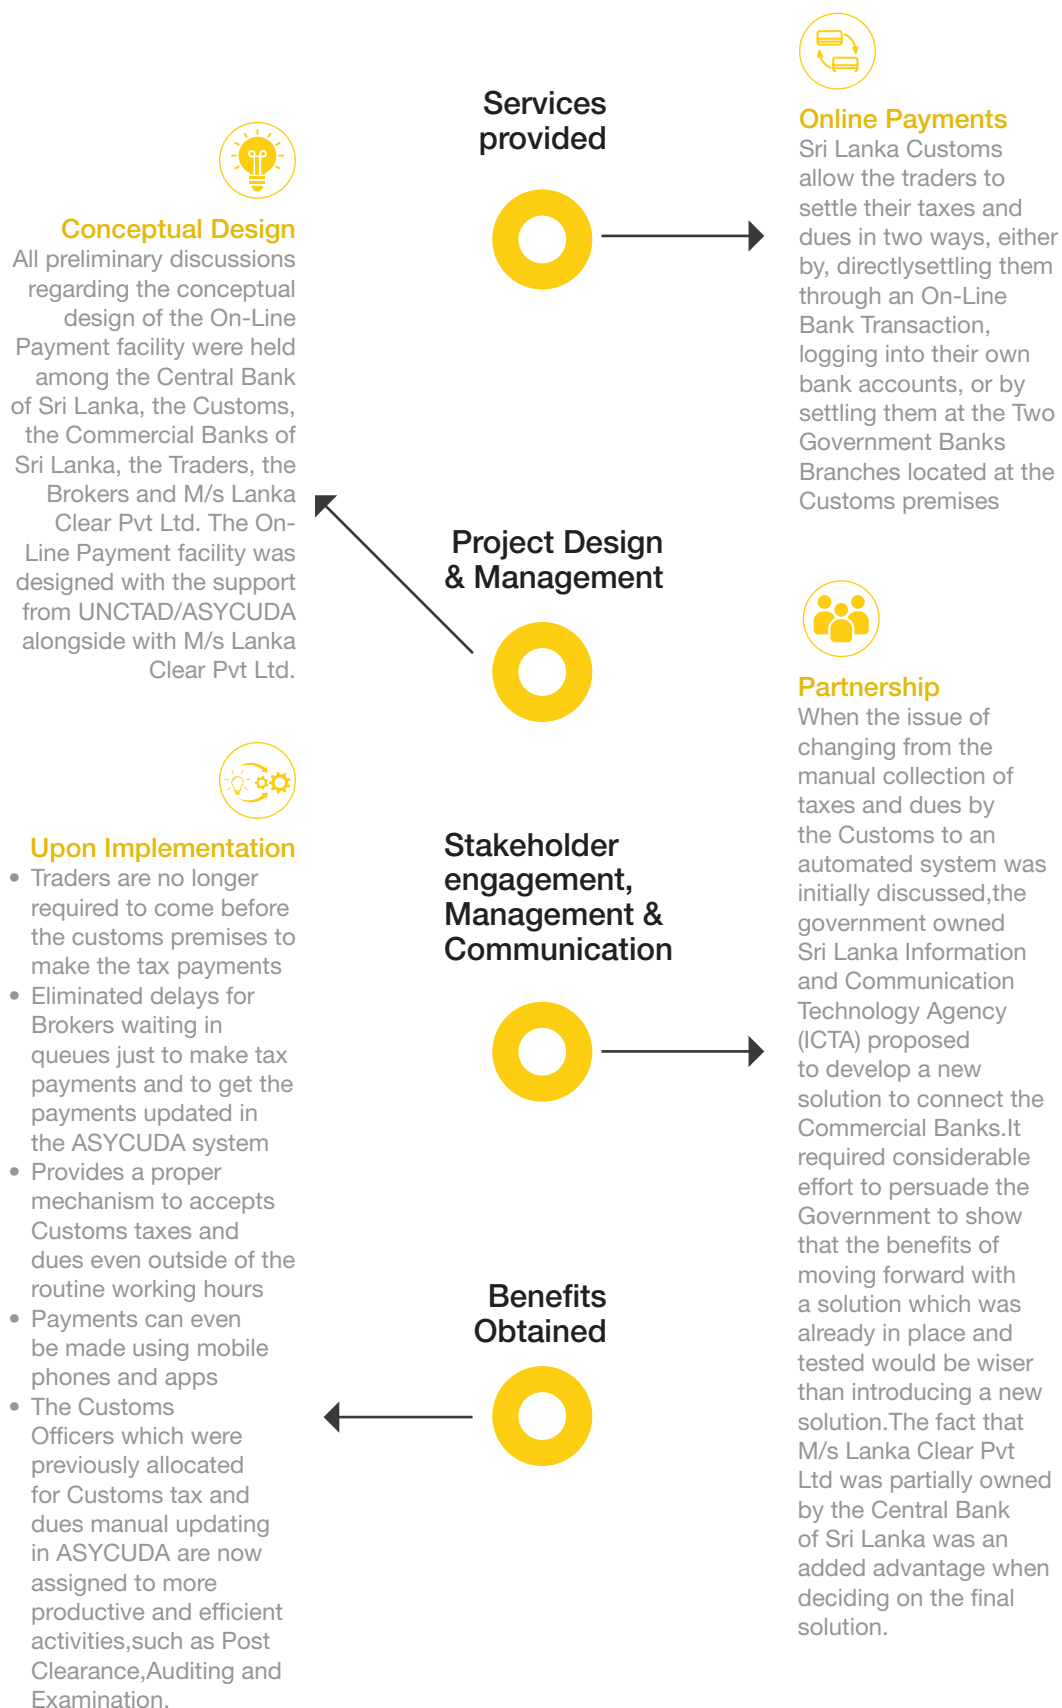 Services
provided
Online Payments
Sri Lanka Customs
allow the traders to
settle their taxes and
dues in two ways, either
by, directlysettling them
through an On-Line
Bank Transaction,
logging into their own
bank accounts, or by
settling them at the Two
Government Banks
Branches located at the
Customs premises
Project Design
& Management
Conceptual Design
All preliminary discussions
regarding the conceptual
design of the On-Line
Payment facility were held
among the Central Bank
of Sri Lanka, the Customs,
the Commercial Banks of
Sri Lanka, the Traders, the
Brokers and M/s Lanka
Clear Pvt Ltd. The On-
Line Payment facility was
designed with the support
from UNCTAD/ASYCUDA
alongside with M/s Lanka
Clear Pvt Ltd.
Stakeholder
engagement,
Management &
Communication
Partnership
When the issue of
changing from the
manual collection of
taxes and dues by
the Customs to an
automated system was
initially discussed,the
government owned
Sri Lanka Information
and Communication
Technology Agency
(ICTA) proposed
to develop a new
solution to connect the
Commercial Banks.It
required considerable
effort to persuade the
Government to show
that the benefits of
moving forward with
a solution which was
already in place and
tested would be wiser
than introducing a new
solution.The fact that
M/s Lanka Clear Pvt
Ltd was partially owned
by the Central Bank
of Sri Lanka was an
added advantage when
deciding on the final
solution.
Benefits
Obtained
Upon Implementation
• Traders are no longer
required to come before
the customs premises to
make the tax payments
• Eliminated delays for
Brokers waiting in
queues just to make tax
payments and to get the
payments updated in
the ASYCUDA system
• Provides a proper
mechanism to accepts
Customs taxes and
dues even outside of the
routine working hours
• Payments can even
be made using mobile
phones and apps
• The Customs
Officers which were
previously allocated
for Customs tax and
dues manual updating
in ASYCUDA are now
assigned to more
productive and efficient
activities,such as Post
Clearance,Auditing and
Examination.